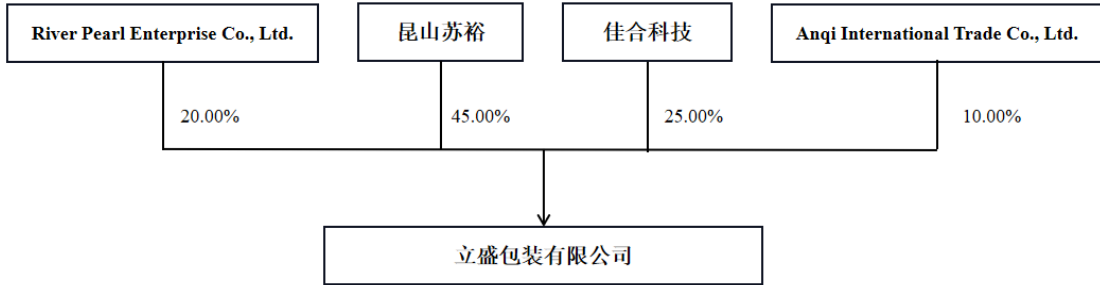 River Pearl Enterprise Co., Ltd.
昆山苏裕
佳合科技
Anqi International Trade Co., Ltd.
20.00%
45.00%
25.00%
10.00%
立盛包装有限公司